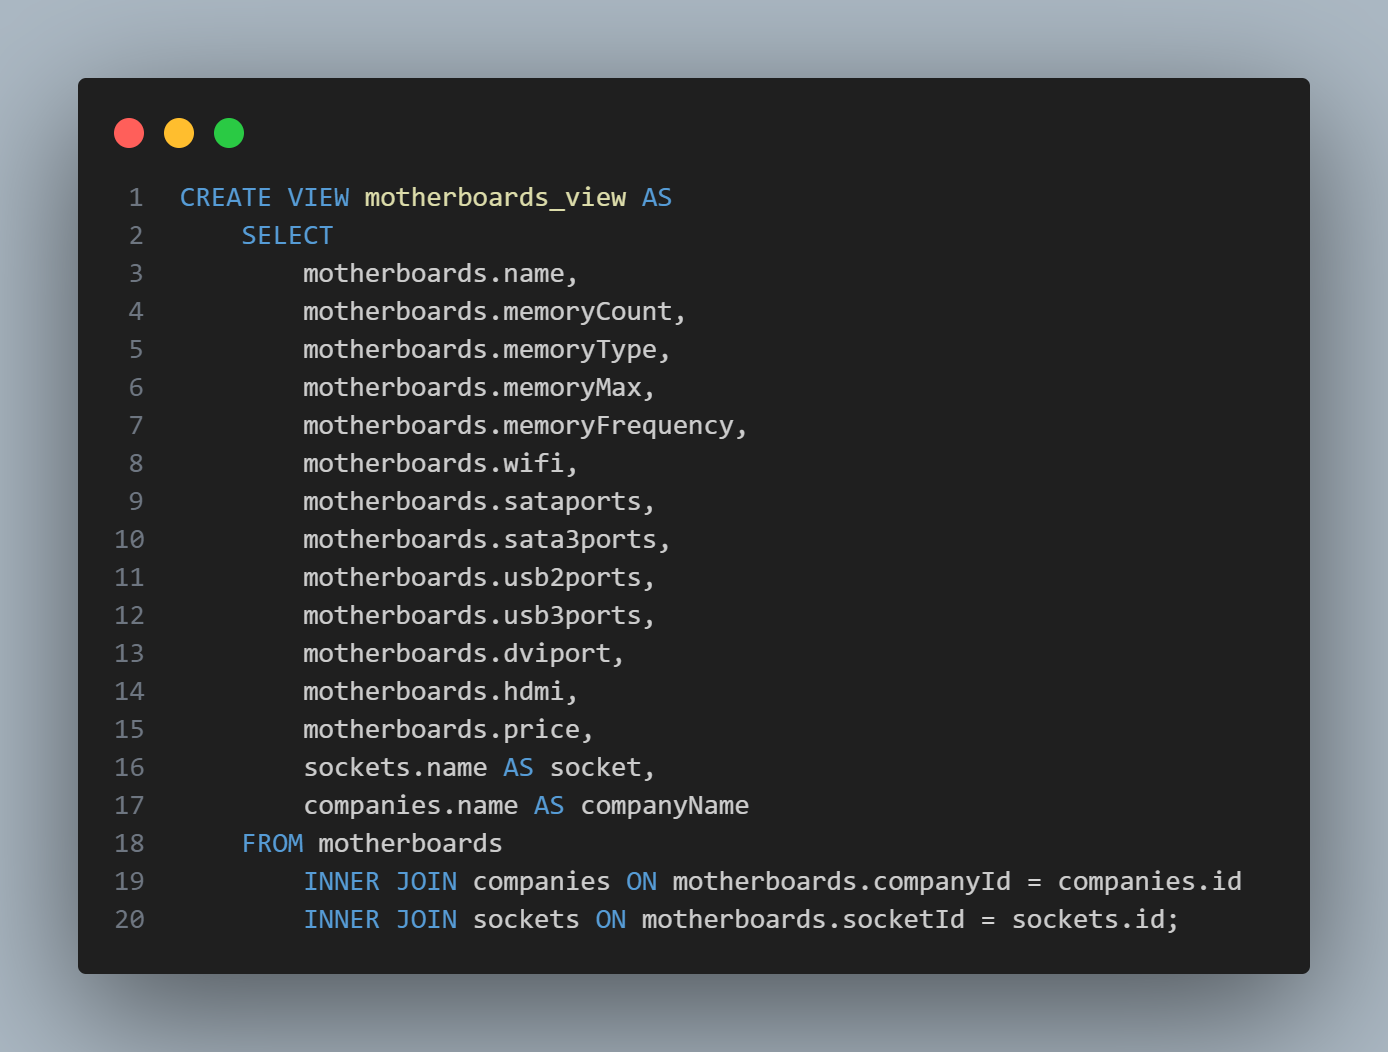 1 CREATE VIEW motherboards_view AS
2 SELECT
3 motherboards.name,
4 motherboards.memoryCount,
5 motherboards.memoryType,
6 motherboards.memoryMax,
7 motherboards.memoryFrequency,
8 motherboards.wifi,
9 motherboards.sataports,
10 motherboards.sata3ports,
11 motherboards.usb2ports,
12 motherboards.usb3ports,
13 motherboards.dviport,
14 motherboards.hdmi,
15 motherboards.price,
16 sockets.name AS socket,
17 companies.name AS companyName
18 FROM motherboards
19 INNER JOIN companies ON motherboards.companyId = companies.id
20 INNER JOIN sockets ON motherboards.socketId = sockets.id;